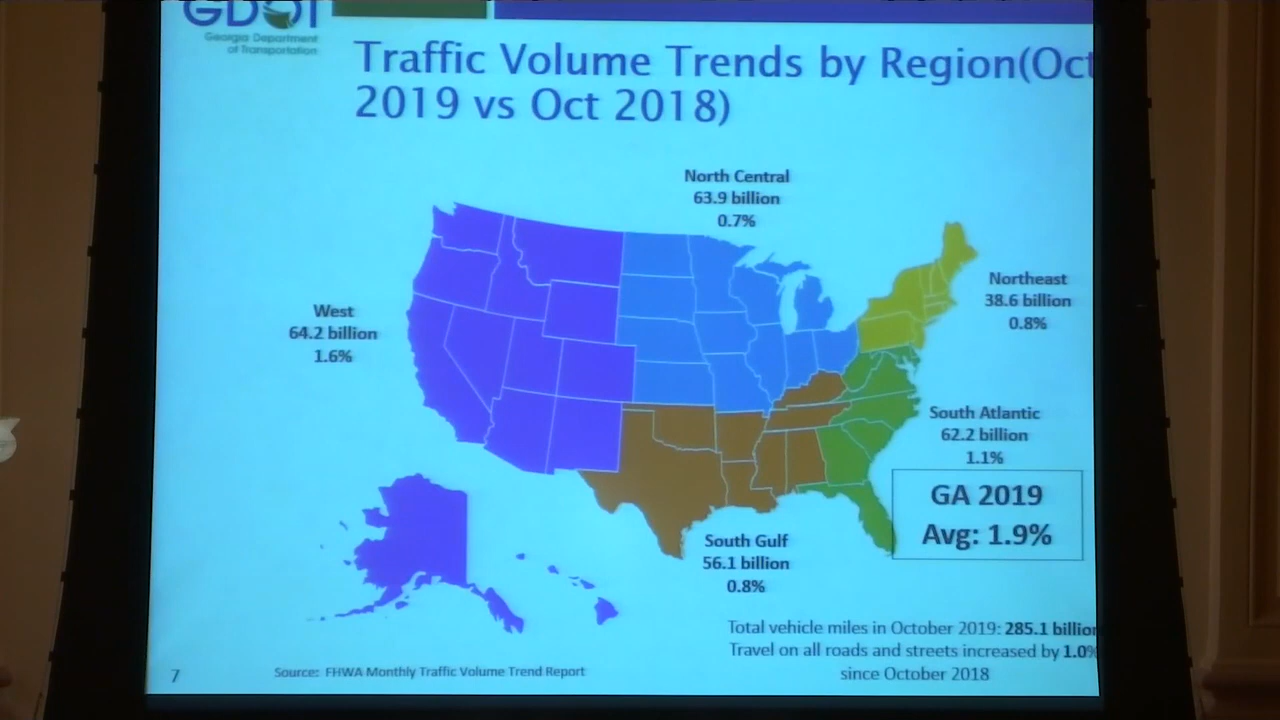 GDOT
Georgia Department
of Transportation
Traffic Volume Trends by Region(Oct
2019 vs Oct 2018)
North Central
63.9 billion
0.7%
Northeast
38.6 billion
0.8%
West
64.2 billion
1.6%
South Atlantic
62.2 billion
1.1%
GA 2019
Avg: 1.9%
South Gulf
56.1 billion
0.8%
Total vehicle miles in October 2019: 285.1 billion
Travel on all roads and streets increased by 1.0%
since October 2018
7
Source: FHWA Monthly Traffic Volume Trend Report